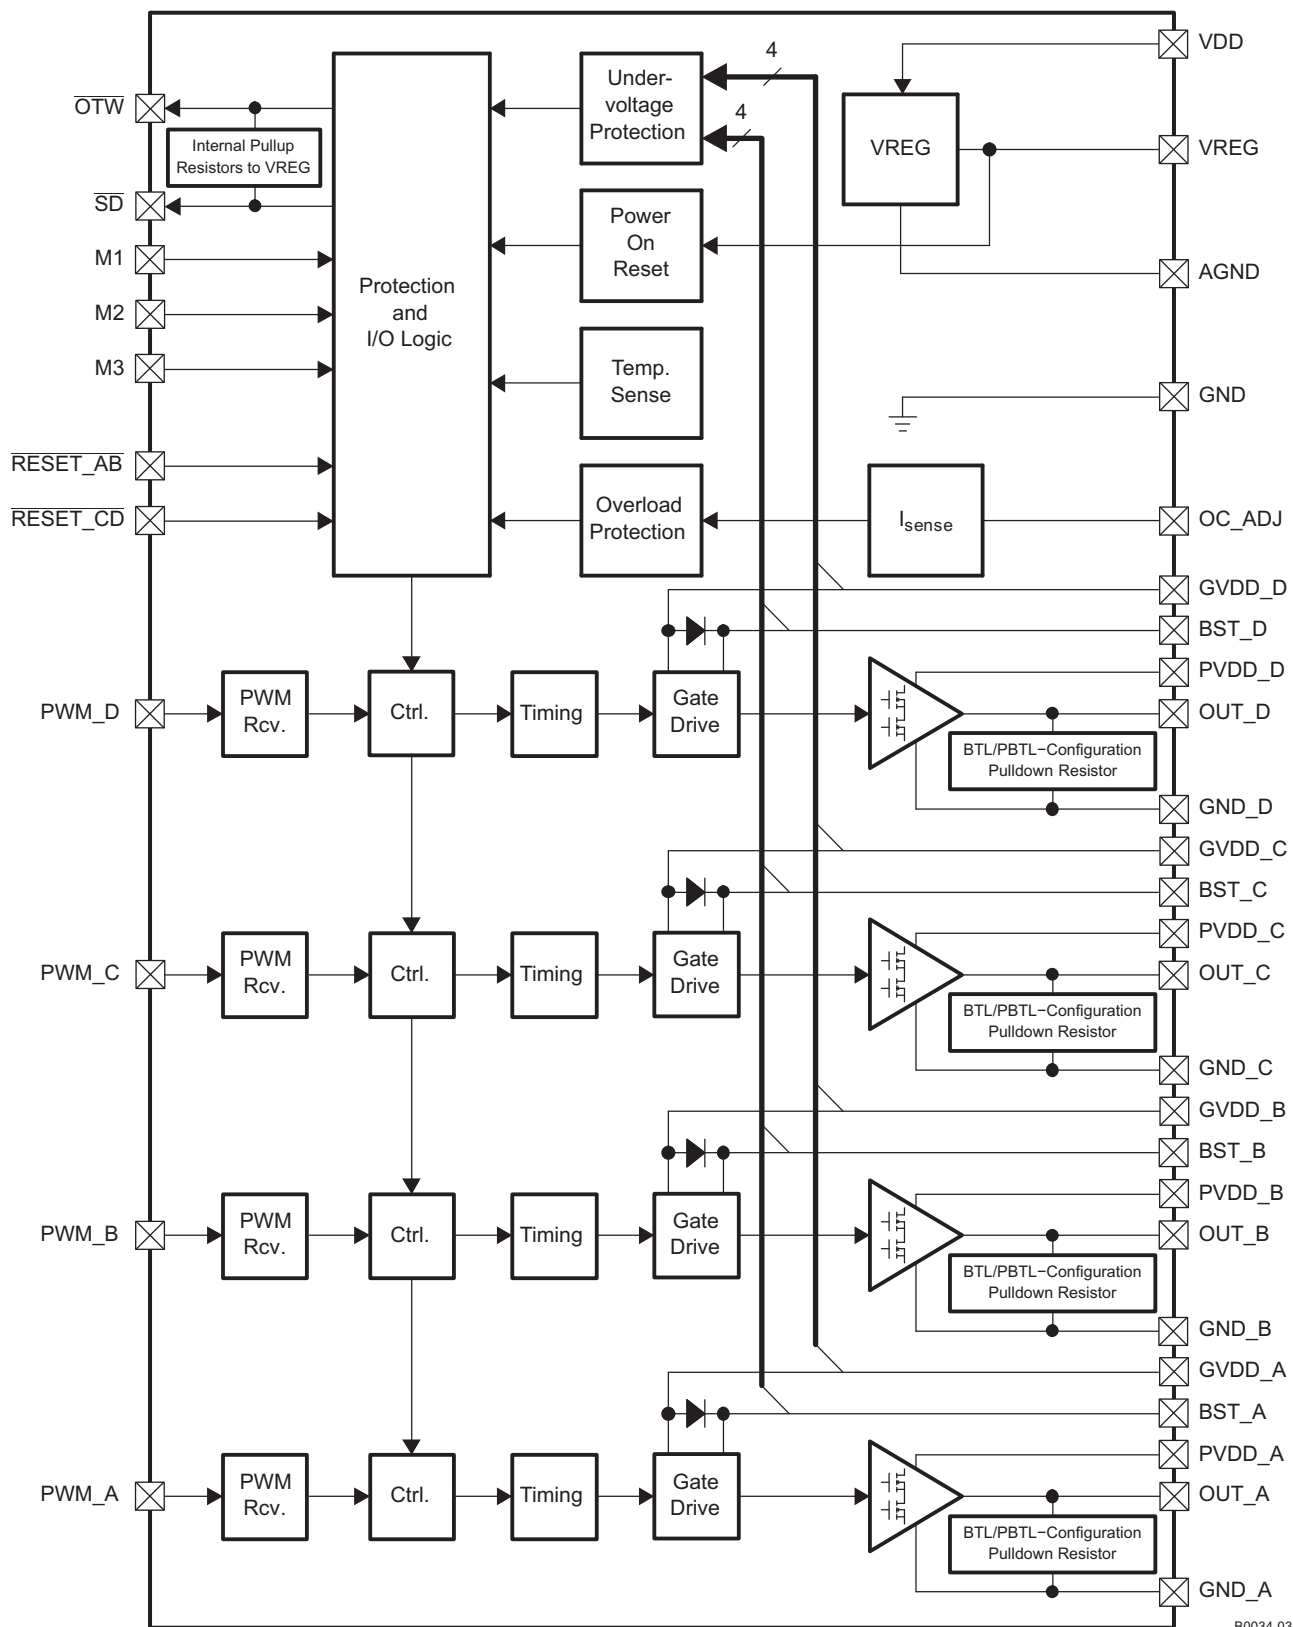 4
VDD
Under-
voltage
Protection
OTW
4
Internal Pullup
Resistors to VREG
VREG
VREG
SD
Power
On
Reset
M1
AGND
Protection
and
I/O Logic
M2
M3
Temp.
Sense
GND
RESET_AB
RESET_CD
Overload
Protection
Isense
OC_ADJ
GVDD_D
BST_D
PVDD_D
PWM_D
PWM
Rcv.
Ctrl.
Timing
Gate
Drive
OUT_D
BTL/PBTL−Configuration
Pulldown Resistor
GND_D
GVDD_C
BST_C
PVDD_C
PWM_C
PWM
Rcv.
Ctrl.
Timing
Gate
Drive
OUT_C
BTL/PBTL−Configuration
Pulldown Resistor
GND_C
GVDD_B
BST_B
PVDD_B
PWM_B
PWM
Rcv.
Ctrl.
Timing
Gate
Drive
OUT_B
BTL/PBTL−Configuration
Pulldown Resistor
GND_B
GVDD_A
BST_A
PVDD_A
PWM_A
PWM
Rcv.
Ctrl.
Timing
Gate
Drive
OUT_A
BTL/PBTL−Configuration
Pulldown Resistor
GND_A
B0034-03